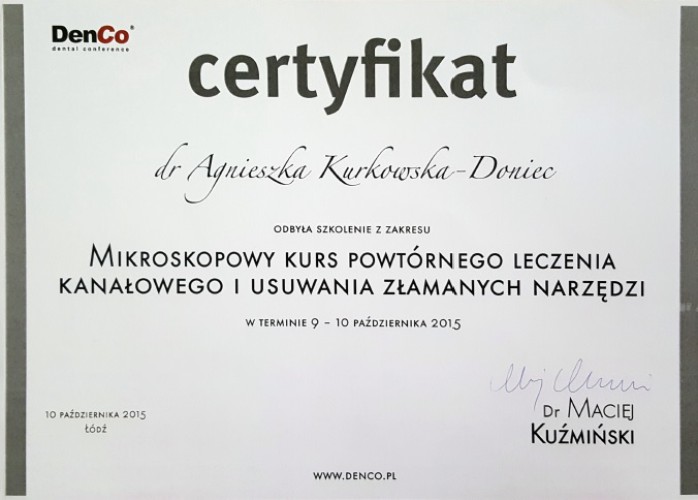 DenCo®
dental conference
certyfikat
dr Agnieszka Kurkowska-Doniec
ODBYŁA SZKOLENIE Z ZAKRESU
MIKROSKOPOWY KURS POWTÓRNEGO LECZENIA
KANAŁOWEGO I USUWANIA ZŁAMANYCH NARZĘDZI
W TERMINIE 9 – 10 PAŹDZIERNIKA 2015
10 PAŹDZIERNIKA 2015
ŁÓDŹ
DR MACIEJ
KUŹMIŃSKI
WWW.DENCO.PL